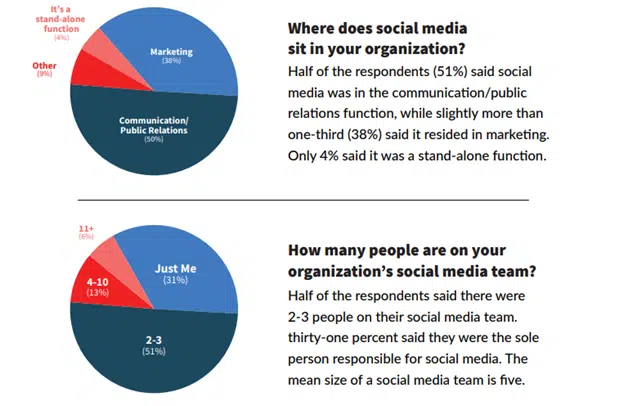 It's a
stand-alone
function
(4%)
Marketing
(38%)
Other
(9%)
Communication/
Public Relations
(50%)
Where does social media
sit in your organization?
Half of the respondents (51%) said social
media was in the communication/public
relations function, while slightly more than
one-third (38%) said it resided in marketing.
Only 4% said it was a stand-alone function.
11+
(6%)
Just Me
(31%)
4-10
(13%)
2-3
(51%)
How many people are on your
organization's social media team?
Half of the respondents said there were
2-3 people on their social media team.
thirty-one percent said they were the sole
person responsible for social media. The
mean size of a social media team is five.